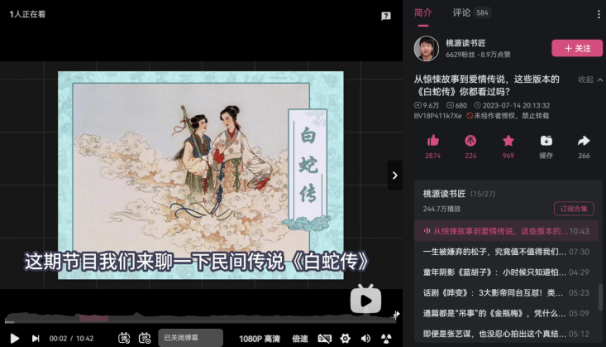 1人正在看
白蛇传
这期节目我们来聊一下民间传说《白蛇传》
00:02 / 10:42
已关闭弹幕
1080P 高清
倍速
简介
评论 584
桃源读书匠
6629粉丝 · 8.9万点赞
+ 关注
从惊悚故事到爱情传说，这些版本的
《白蛇传》你都看过吗？
收起
9.6万 680 2023-07-14 20:13:32
BV18P411k7Xe 未经作者授权，禁止转载
2874
224
969
缓存
266
桃源读书匠 (15/27)
244.7万播放
订阅合集
从惊悚故事到爱情传说，这些版本的... 10:43
一生被嫌弃的松子，究竟值不值得我们... 07:30
童年阴影《蓝胡子》：小时候只知避怕... 04:23
话剧《哗变》：3大影帝同台互怼！类... 05:23
通篇都是“吊事”的《金瓶梅》，凭什么... 05:09
即便是张艺谋，也没忍心拍出这个真结... 05:12